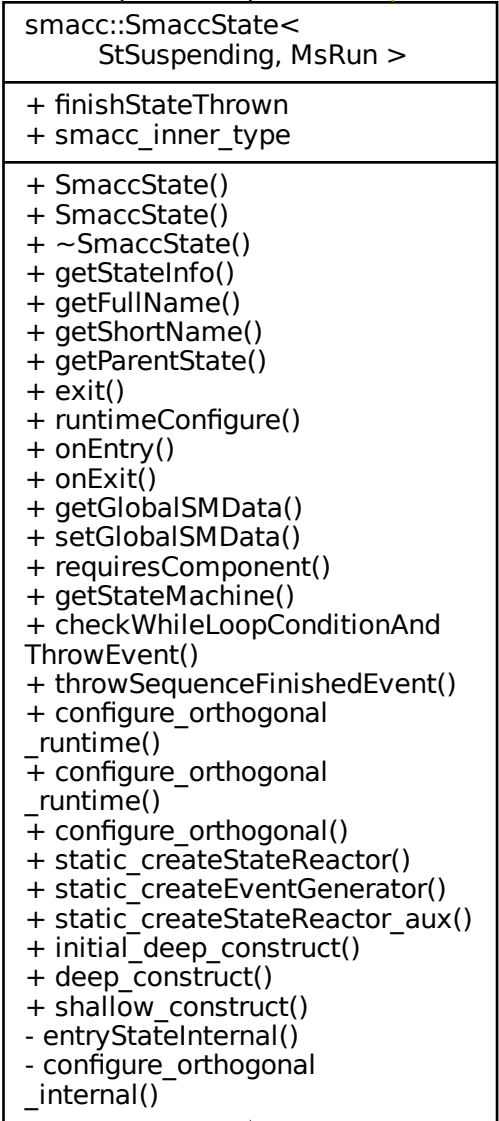 smacc::SmaccState<
StSuspending, MsRun >
+ finishStateThrown
+ smacc_inner_type
+ SmaccState()
+ SmaccState()
+ ~SmaccState()
+ getStateInfo()
+ getFullName()
+ getShortName()
+ getParentState()
+ exit()
+ runtimeConfigure()
+ onEntry()
+ onExit()
+ getGlobalSMData()
+ setGlobalSMData()
+ requiresComponent()
+ getStateMachine()
+ checkWhileLoopConditionAnd
ThrowEvent()
+ throwSequenceFinishedEvent()
+ configure_orthogonal
_runtime()
+ configure_orthogonal
_runtime()
+ configure_orthogonal()
+ static_createStateReactor()
+ static_createEventGenerator()
+ static_createStateReactor_aux()
+ initial_deep_construct()
+ deep_construct()
+ shallow_construct()
- entryStateInternal()
- configure_orthogonal
_internal()